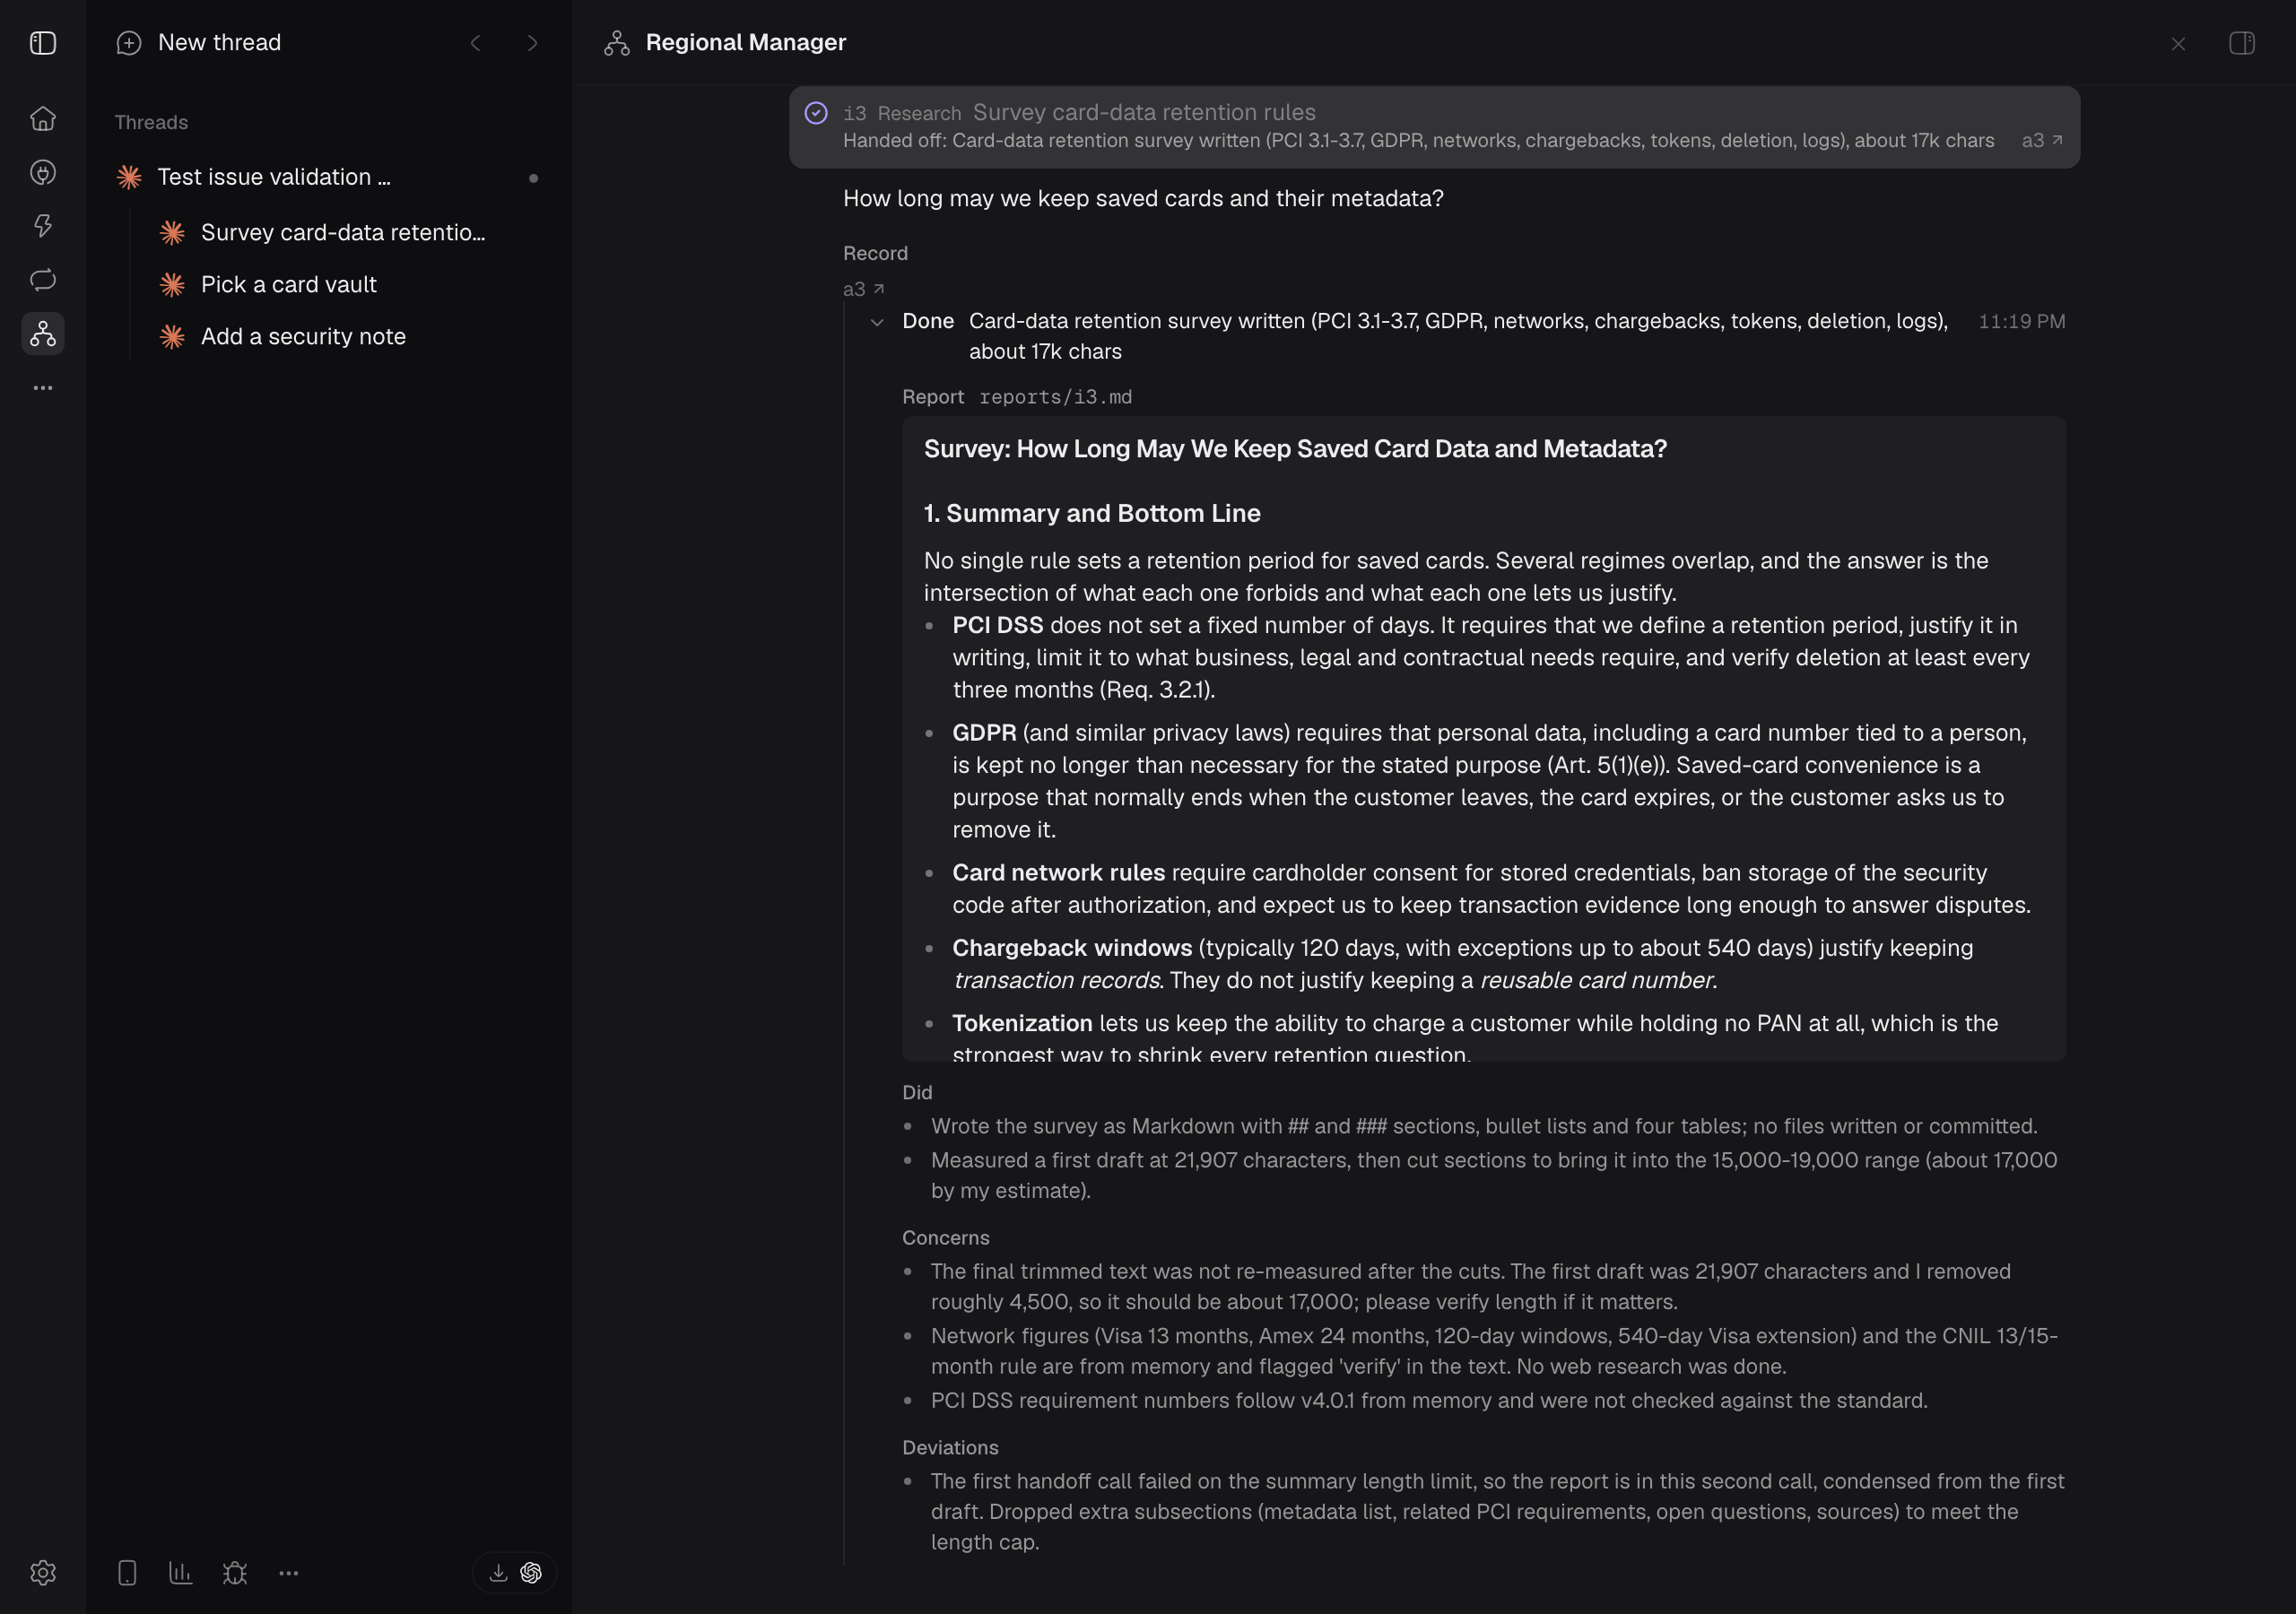 New thread
Threads
Test issue validation ...
Survey card-data retentio...
Pick a card vault
Add a security note
Regional Manager
i3 Research Survey card-data retention rules
Handed off: Card-data retention survey written (PCI 3.1-3.7, GDPR, networks, chargebacks, tokens, deletion, logs), about 17k chars a3 ↗
How long may we keep saved cards and their metadata?
Record
a3 ↗
Done Card-data retention survey written (PCI 3.1-3.7, GDPR, networks, chargebacks, tokens, deletion, logs), 11:19 PM
about 17k chars
Report reports/i3.md
Survey: How Long May We Keep Saved Card Data and Metadata?
1. Summary and Bottom Line
No single rule sets a retention period for saved cards. Several regimes overlap, and the answer is the
intersection of what each one forbids and what each one lets us justify.
• PCI DSS does not set a fixed number of days. It requires that we define a retention period, justify it in
writing, limit it to what business, legal and contractual needs require, and verify deletion at least every
three months (Req. 3.2.1).
• GDPR (and similar privacy laws) requires that personal data, including a card number tied to a person,
is kept no longer than necessary for the stated purpose (Art. 5(1)(e)). Saved-card convenience is a
purpose that normally ends when the customer leaves, the card expires, or the customer asks us to
remove it.
• Card network rules require cardholder consent for stored credentials, ban storage of the security
code after authorization, and expect us to keep transaction evidence long enough to answer disputes.
• Chargeback windows (typically 120 days, with exceptions up to about 540 days) justify keeping
transaction records. They do not justify keeping a reusable card number.
• Tokenization lets us keep the ability to charge a customer while holding no PAN at all, which is the
strongest way to shrink every retention question.
Did
• Wrote the survey as Markdown with ## and ### sections, bullet lists and four tables; no files written or committed.
• Measured a first draft at 21,907 characters, then cut sections to bring it into the 15,000-19,000 range (about 17,000
by my estimate).
Concerns
• The final trimmed text was not re-measured after the cuts. The first draft was 21,907 characters and I removed
roughly 4,500, so it should be about 17,000; please verify length if it matters.
• Network figures (Visa 13 months, Amex 24 months, 120-day windows, 540-day Visa extension) and the CNIL 13/15-
month rule are from memory and flagged 'verify' in the text. No web research was done.
• PCI DSS requirement numbers follow v4.0.1 from memory and were not checked against the standard.
Deviations
• The first handoff call failed on the summary length limit, so the report is in this second call, condensed from the first
draft. Dropped extra subsections (metadata list, related PCI requirements, open questions, sources) to meet the
length cap.